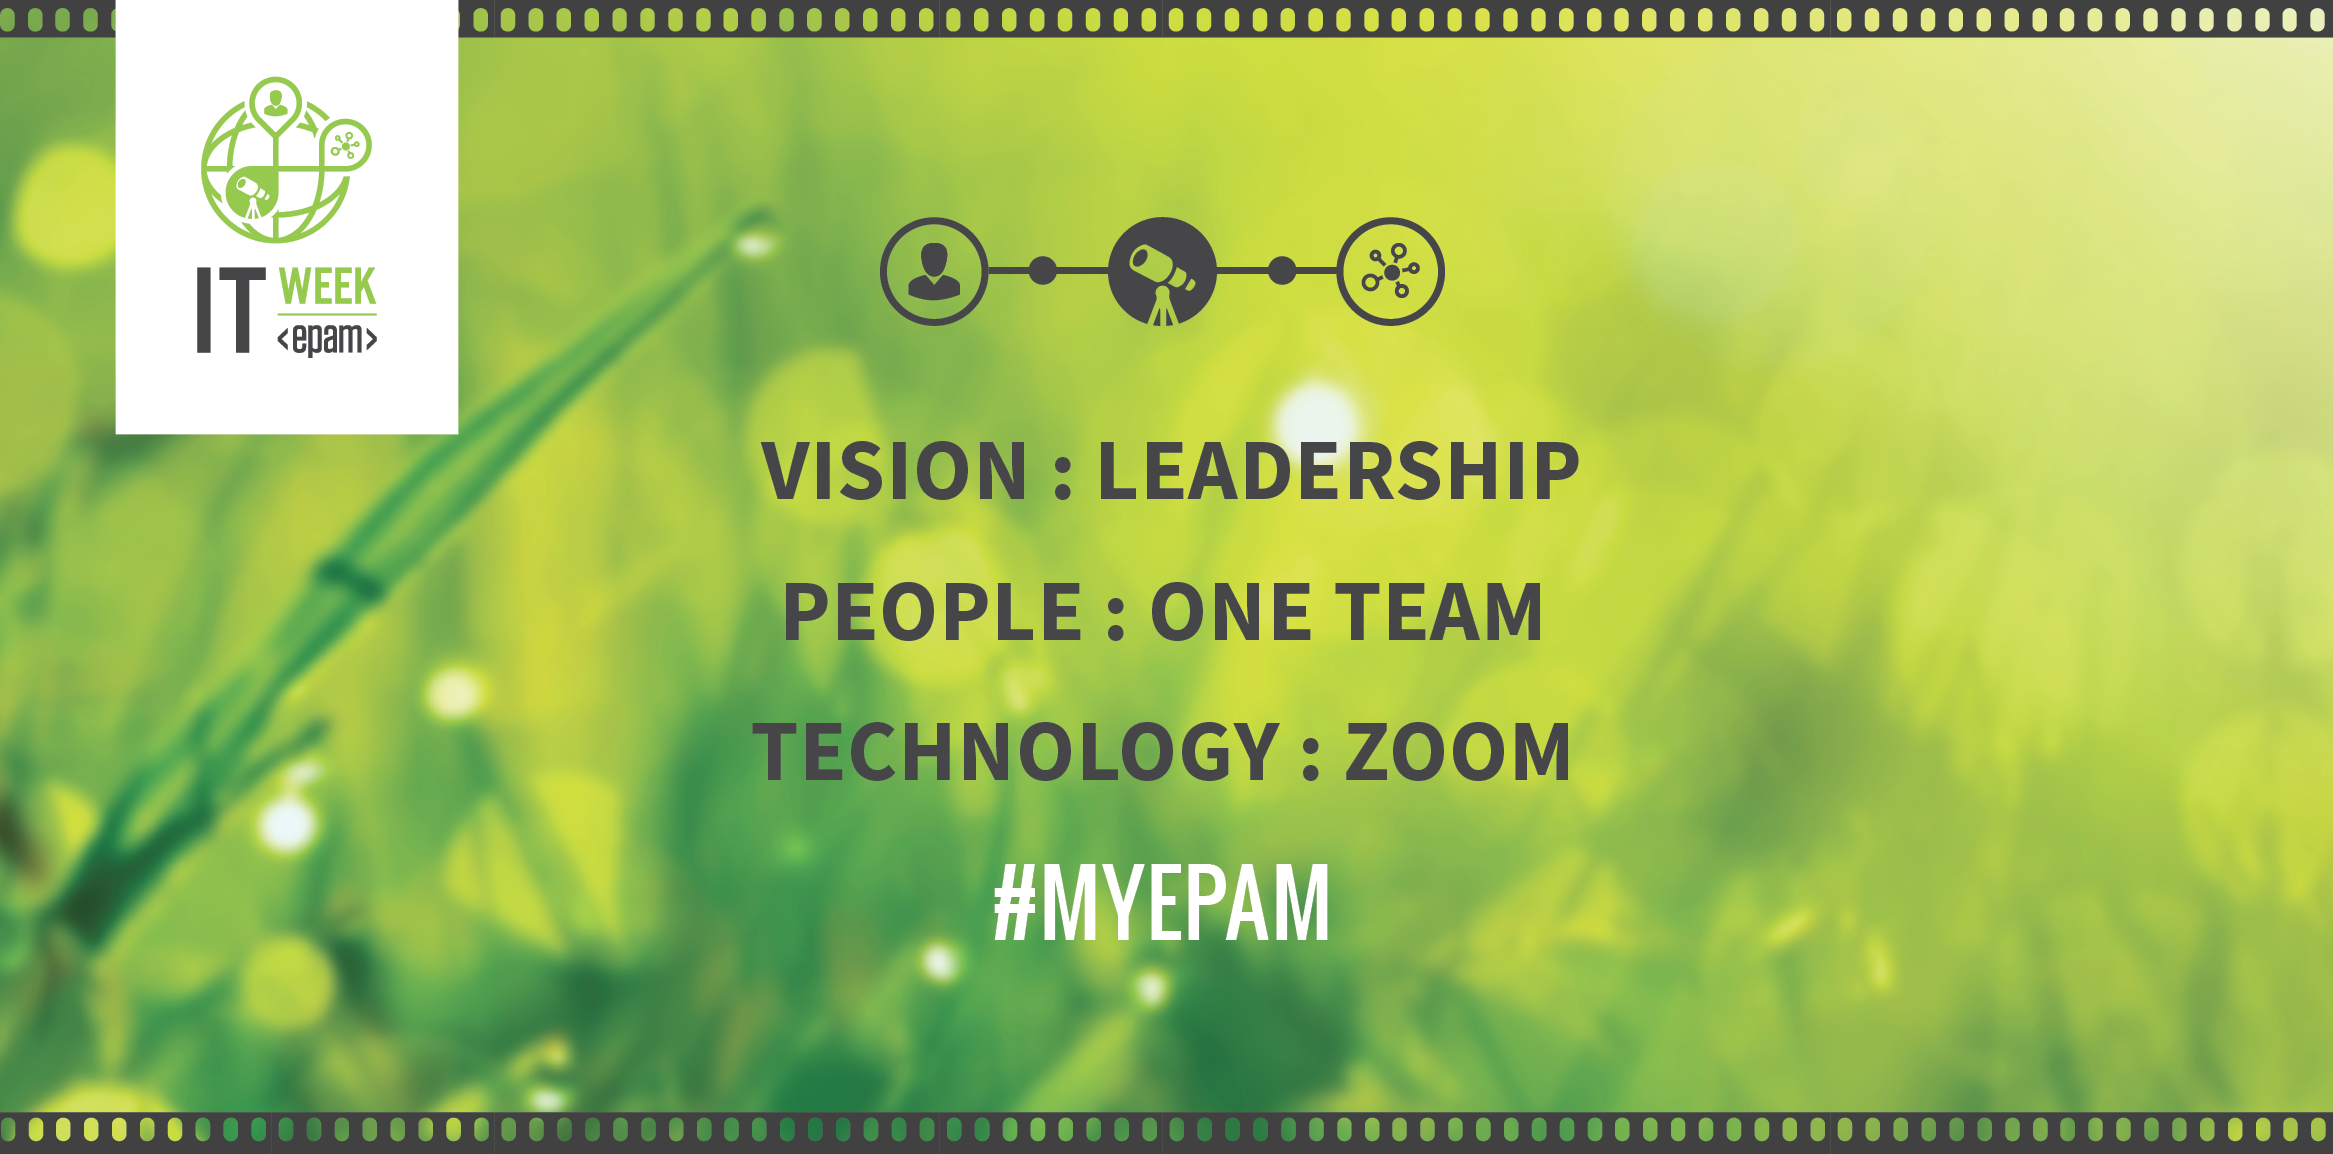 IT WEEK
<epam>
VISION : LEADERSHIP
PEOPLE : ONE TEAM
TECHNOLOGY : ZOOM
#MYEPAM